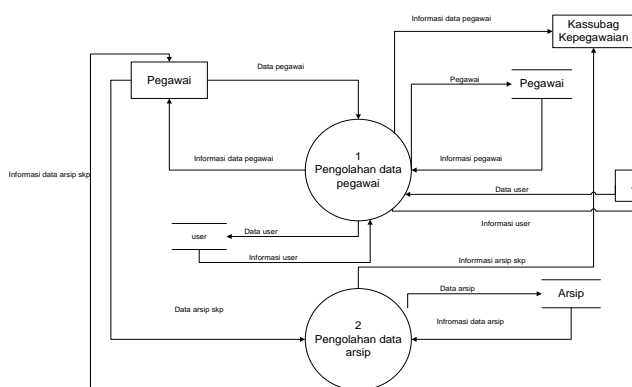 Informasi data pegawai
Kassubag
Kepegawaian
Data pegawai
Pegawai
Pegawai
Pegawai
1
Pengolahan data
pegawai
Informasi data pegawai
Informasi pegawai
Informasi data arsip skp
Data user
Informasi user
user
Data user
Informasi user
Informmasi arsip skp
Data arsip
Arsip
Data arsip skp
2
Pengolahan data
arsip
Infromasi data arsip